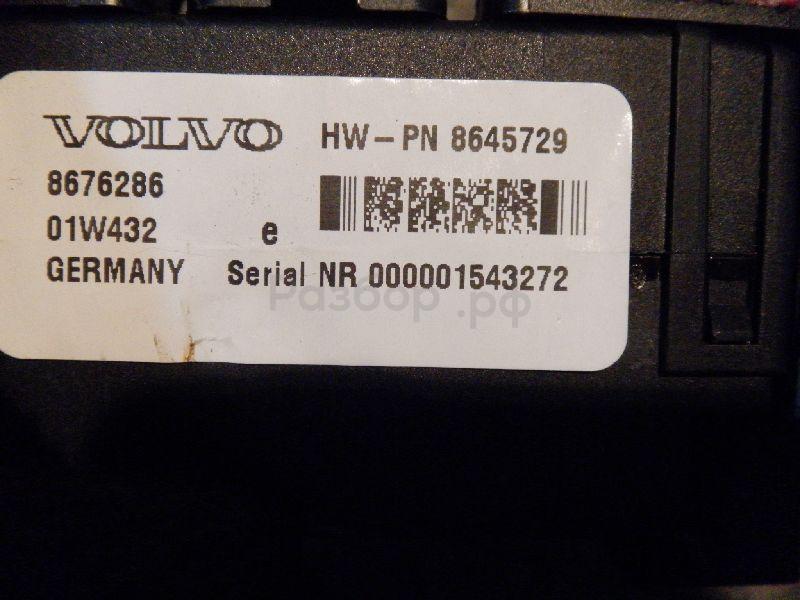 VOLVO HW-PN 8645729
8676286
01W432 e
GERMANY Serial NR 000001543272
Разбор.рф